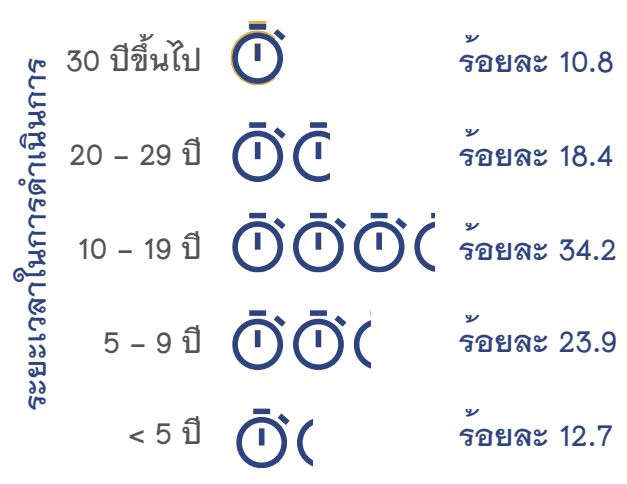 ระยะเวลาในการดำเนินการ
30 ปีขึ้นไป ร้อยละ 10.8
20 – 29 ปี ร้อยละ 18.4
10 – 19 ปี ร้อยละ 34.2
5 – 9 ปี ร้อยละ 23.9
< 5 ปี ร้อยละ 12.7